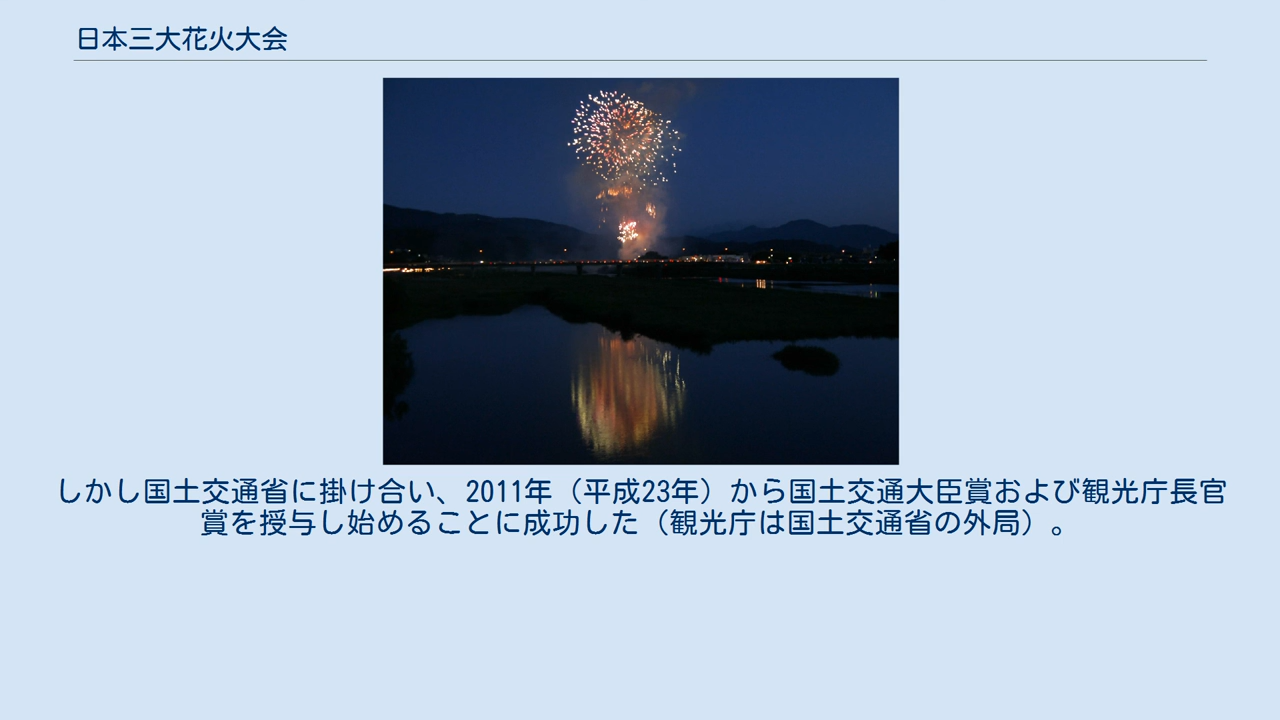 日本三大花火大会
しかし国土交通省に掛け合い、2011年（平成23年）から国土交通大臣賞および観光庁長官
賞を授与し始めることに成功した（観光庁は国土交通省の外局）。